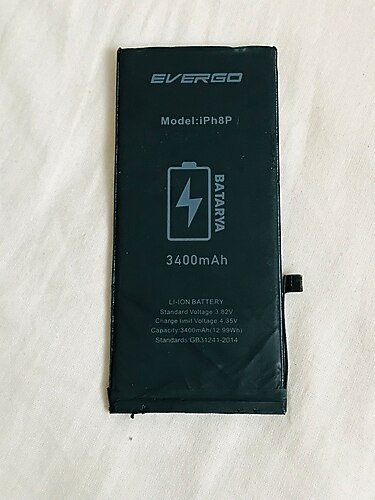 EVERGO
Model:iPh8P
BATARYA
3400mAh
LI-ION BATTERY
Standard Voltage:3.82V
Charge limit Voltage:4.35V
Capacity:3400mAh(12.99Wh)
Standards:GB31241-2014